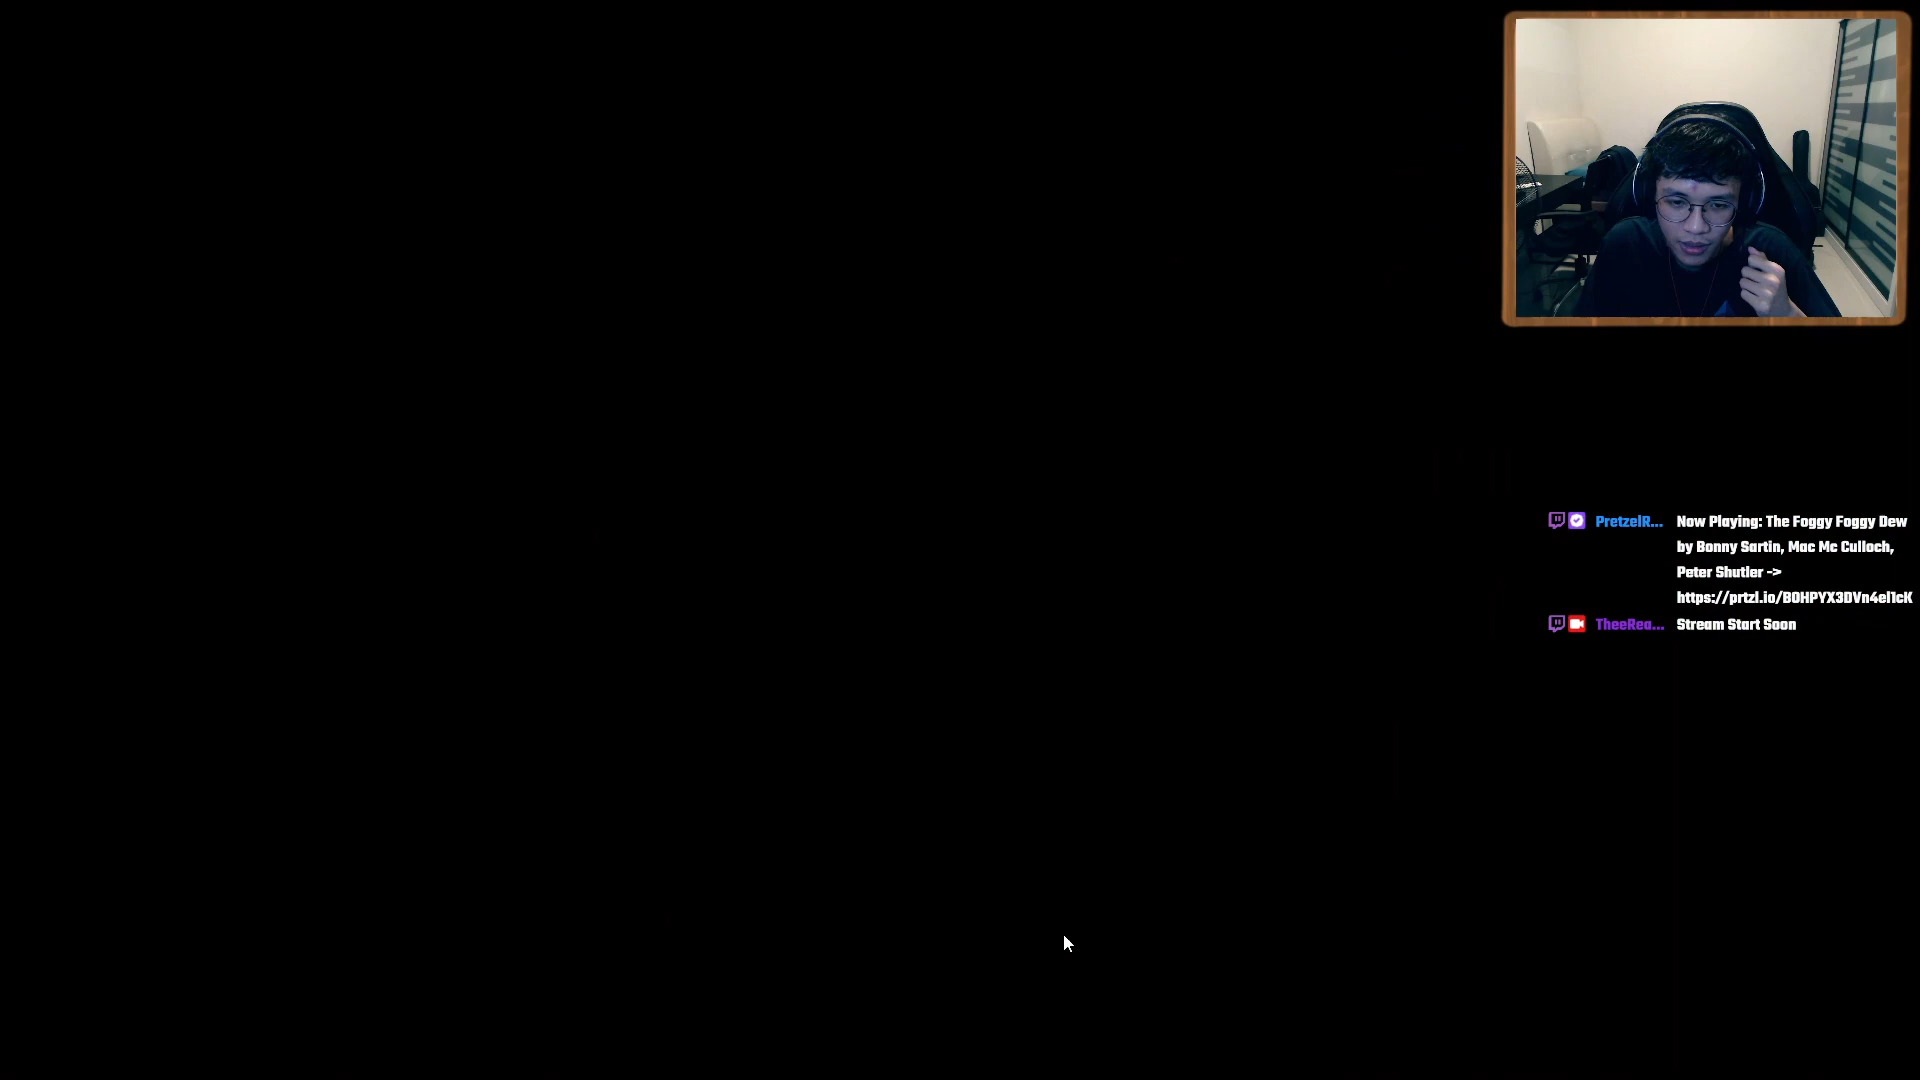 PretzelR... Now Playing: The Foggy Foggy Dew
by Bonny Sartin, Mac Mc Culloch,
Peter Shutler ->
https://prtzl.io/BOHPYX3DVn4el1cK
TheeRea... Stream Start Soon